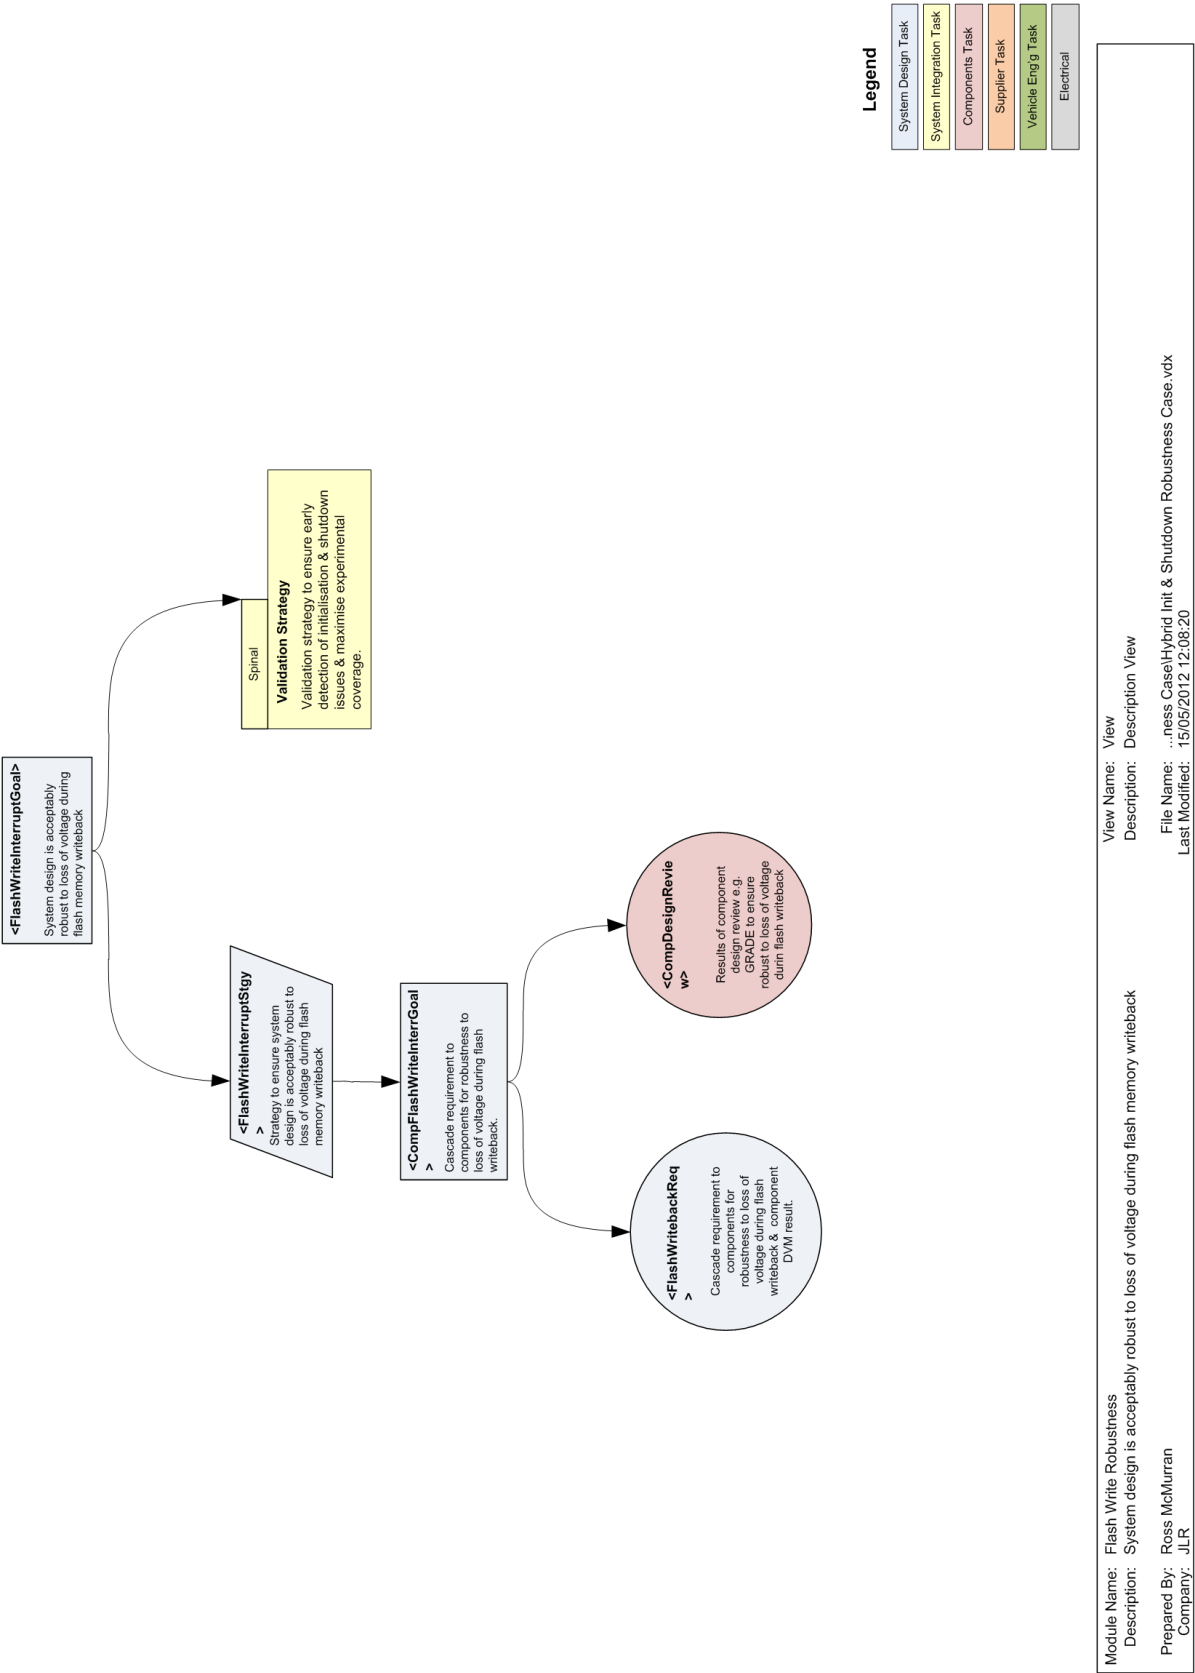 <FlashWriteInterruptGoal>
System design is acceptably
robust to loss of voltage during
flash memory writeback
<FlashWriteInterruptStgy
>
Strategy to ensure system
design is acceptably robust to
loss of voltage during flash
memory writeback
Spinal
Validation Strategy
Validation strategy to ensure early
detection of initialisation & shutdown
issues & maximise experimental
coverage.
<CompFlashWriteInterrGoal
>
Cascade requirement to
components for robustness to
loss of voltage during flash
writeback.
<FlashWritebackReq
>
Cascade requirement to
components for
robustness to loss of
voltage during flash
writeback & component
DVM result.
<CompDesignRevie
w>
Results of component
design review e.g.
GRADE to ensure
robust to loss of voltage
durin flash writeback
Legend
System Design Task
System Integration Task
Components Task
Supplier Task
Vehicle Eng'g Task
Electrical
Module Name: Flash Write Robustness
Description: System design is acceptably robust to loss of voltage during flash memory writeback
Prepared By: Ross McMurran
Company: JLR
View Name: View
Description: Description View
File Name: ...ness Case\Hybrid Init & Shutdown Robustness Case.vdx
Last Modified: 15/05/2012 12:08:20